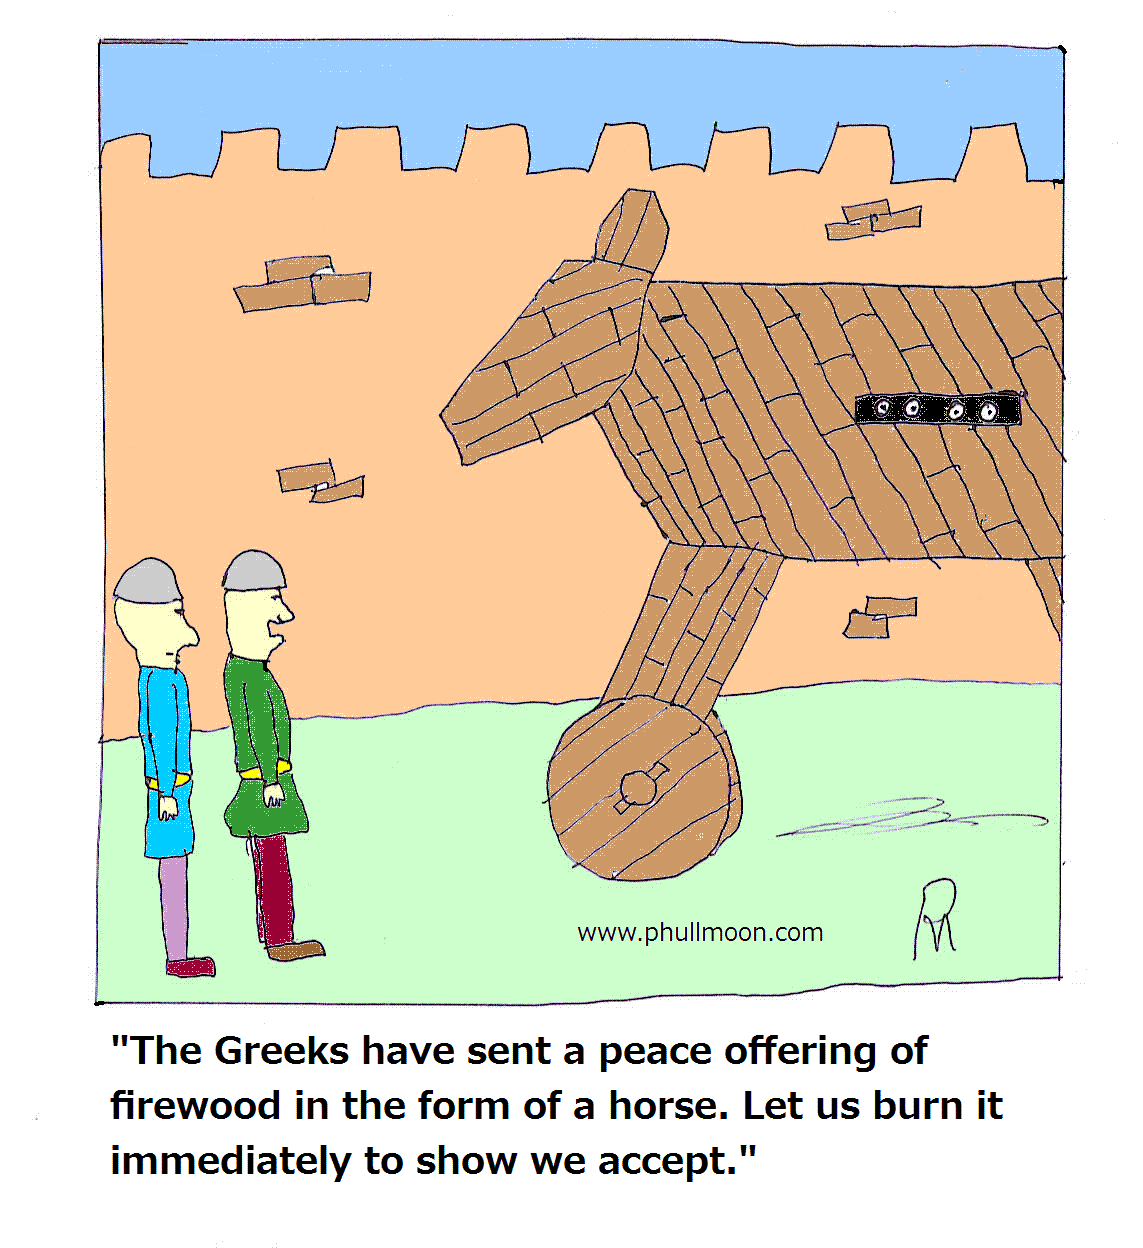 www.phullmoon.com
"The Greeks have sent a peace offering of
firewood in the form of a horse. Let us burn it
immediately to show we accept."